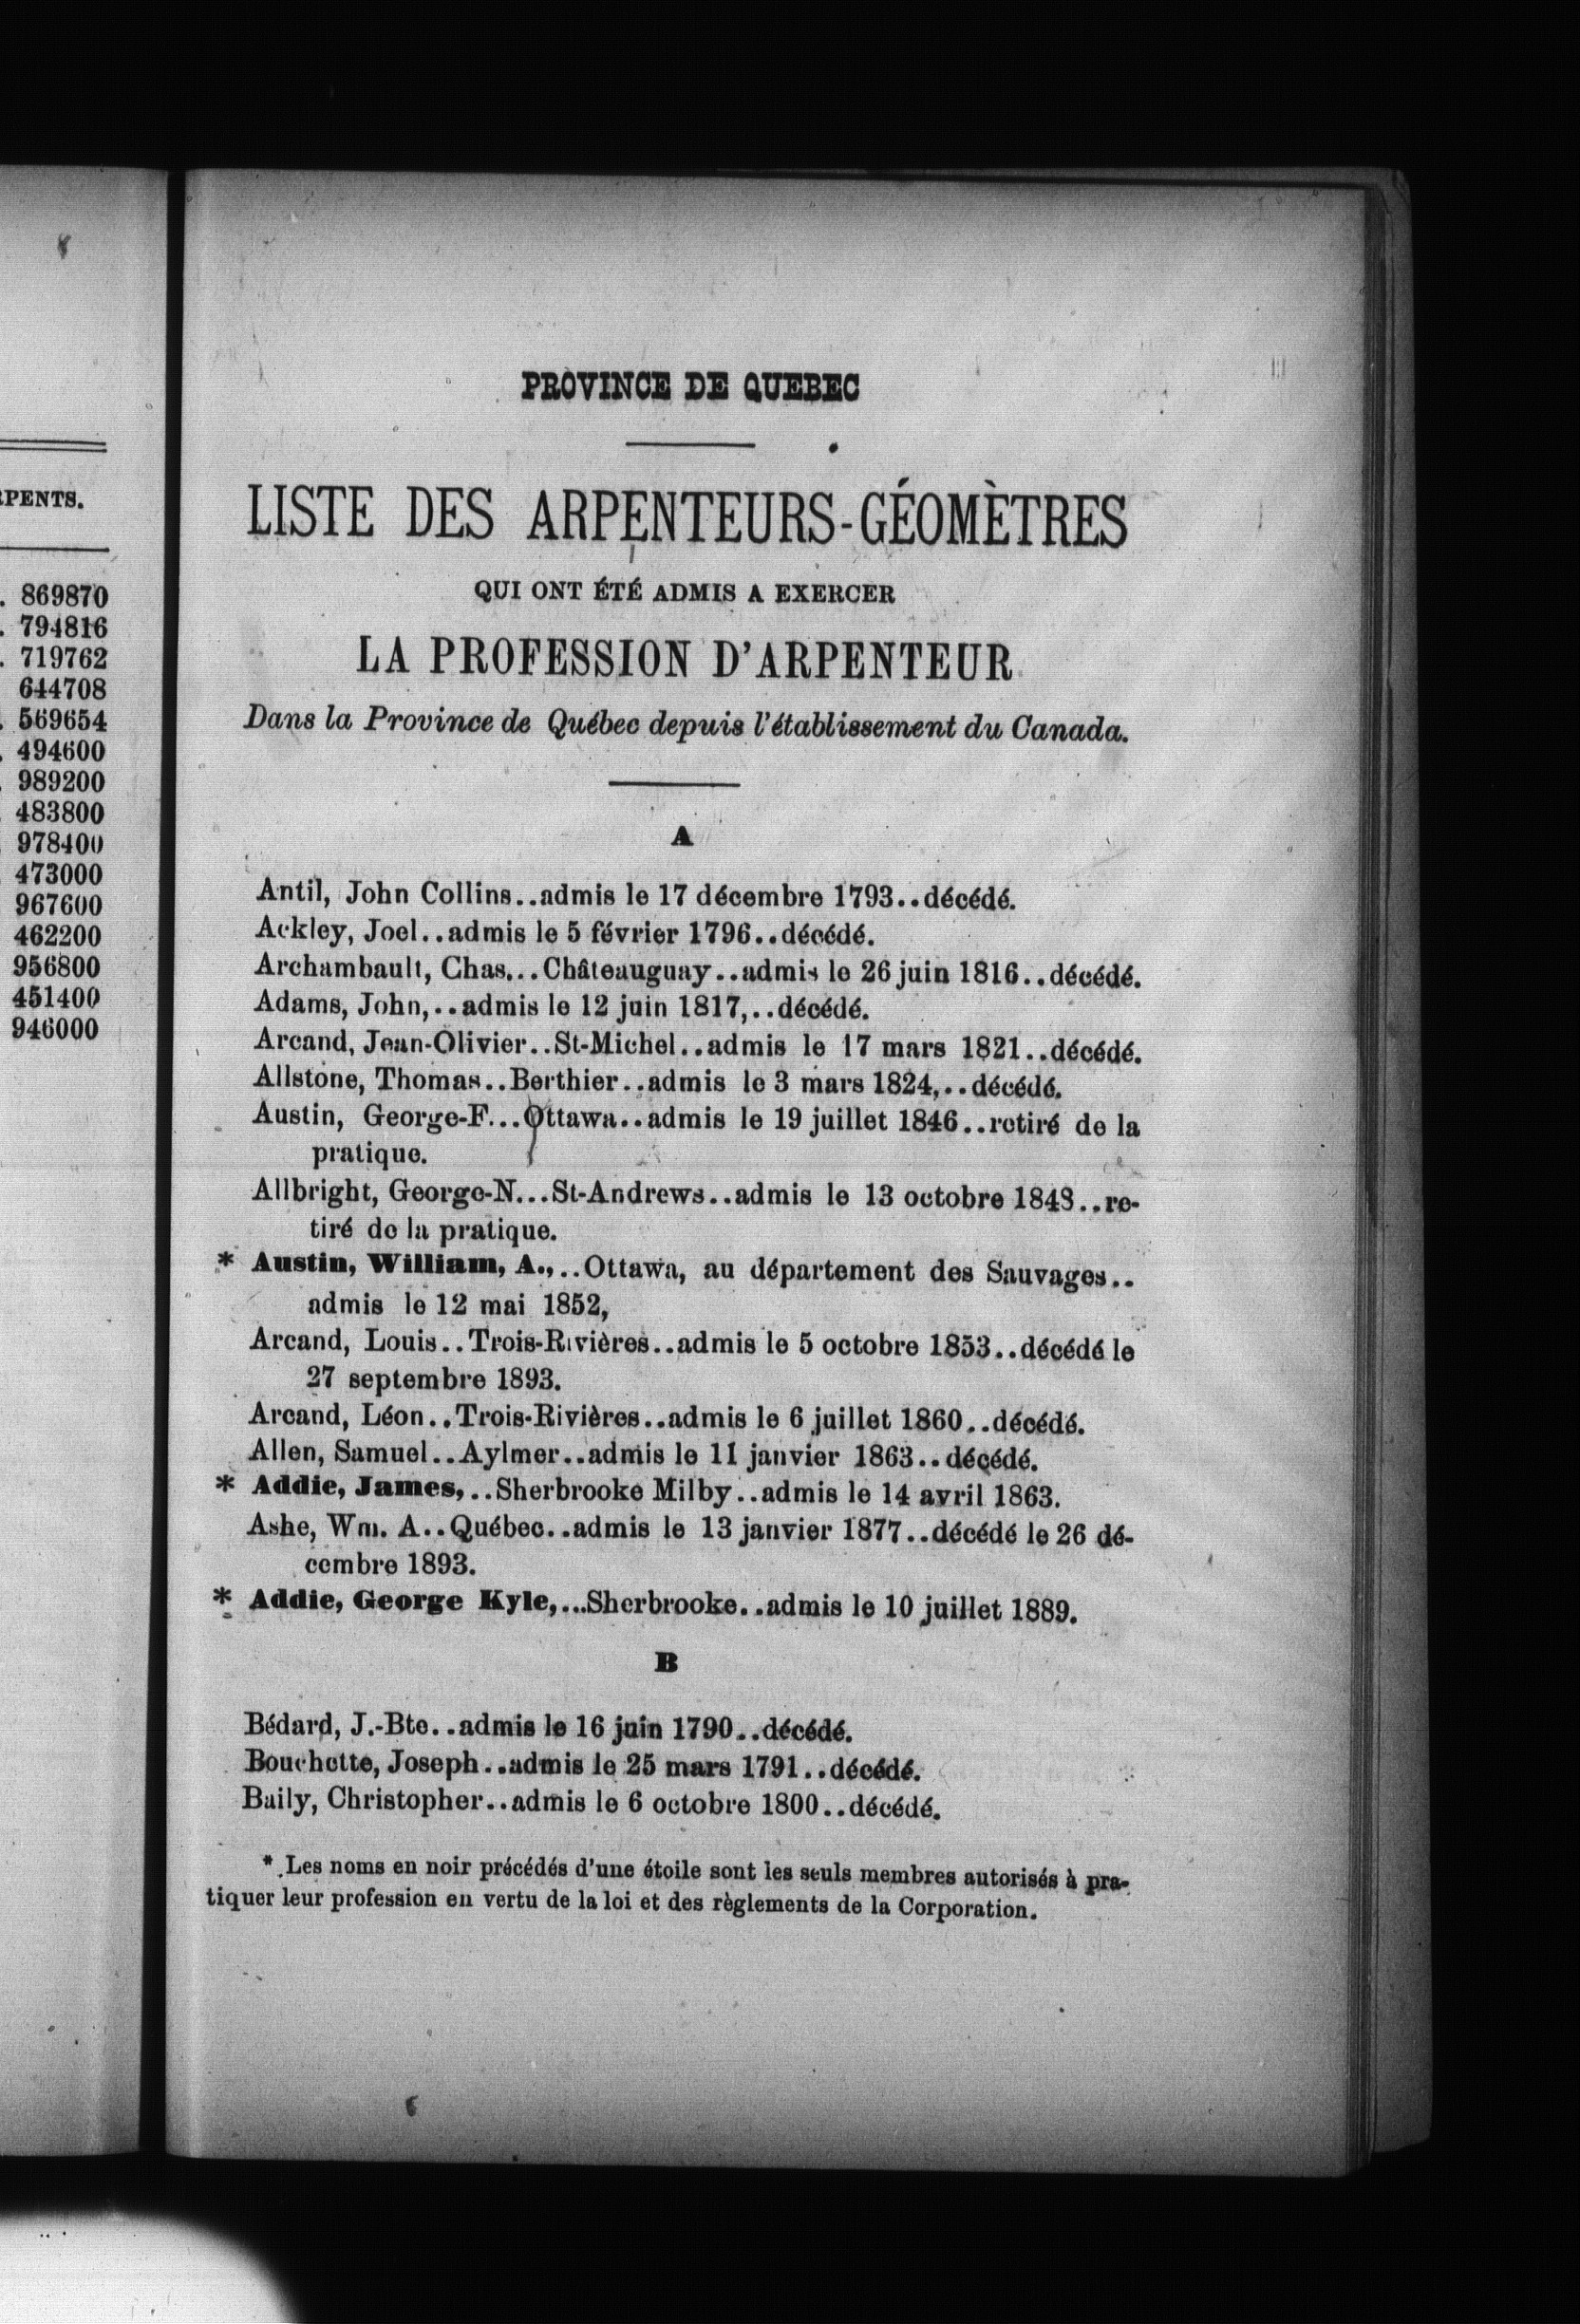 RPENTS.
. 869870
. 794816
. 719762
644708
. 569654
. 494600
. 989200
483800
978400
473000
967600
462200
956800
451400
946000
PROVINCE DE QUEBEC
LISTE DES ARPENTEURS-GÉOMÈTRES
QUI ONT ÉTÉ ADMIS A EXERCER
LA PROFESSION D'ARPENTEUR
Dans la Province de Québec depuis l'établissement du Canada.
A
Antil, John Collins..admis le 17 décembre 1793..décédé.
Ackley, Joel..admis le 5 février 1796..décédé.
Archambault, Chas...Châteauguay..admis le 26 juin 1816..décédé.
Adams, John,..admis le 12 juin 1817,..décédé.
Arcand, Jean-Olivier..St-Michel..admis le 17 mars 1821..décédé.
Allstone, Thomas..Berthier..admis le 3 mars 1824,..décédé.
Austin, George-F...Ottawa..admis le 19 juillet 1846..retiré de la
pratique.
Allbright, George-N...St-Andrews..admis le 13 octobre 1848..re-
tiré de la pratique.
* Austin, William, A.,..Ottawa, au département des Sauvages..
admis le 12 mai 1852,
Arcand, Louis..Trois-Rivières..admis le 5 octobre 1853..décédé le
27 septembre 1893.
Arcand, Léon..Trois-Rivières..admis le 6 juillet 1860..décédé.
Allen, Samuel..Aylmer..admis le 11 janvier 1863..décédé.
* Addie, James,..Sherbrooke Milby..admis le 14 avril 1863.
Ashe, Wm. A..Québec..admis le 13 janvier 1877..décédé le 26 dé-
cembre 1893.
* Addie, George Kyle,...Sherbrooke..admis le 10 juillet 1889.
B
Bédard, J.-Bte..admis le 16 juin 1790..décédé.
Bouchette, Joseph..admis le 25 mars 1791..décédé.
Baily, Christopher..admis le 6 octobre 1800..décédé.
* Les noms en noir précédés d'une étoile sont les seuls membres autorisés à pra-
tiquer leur profession en vertu de la loi et des règlements de la Corporation.